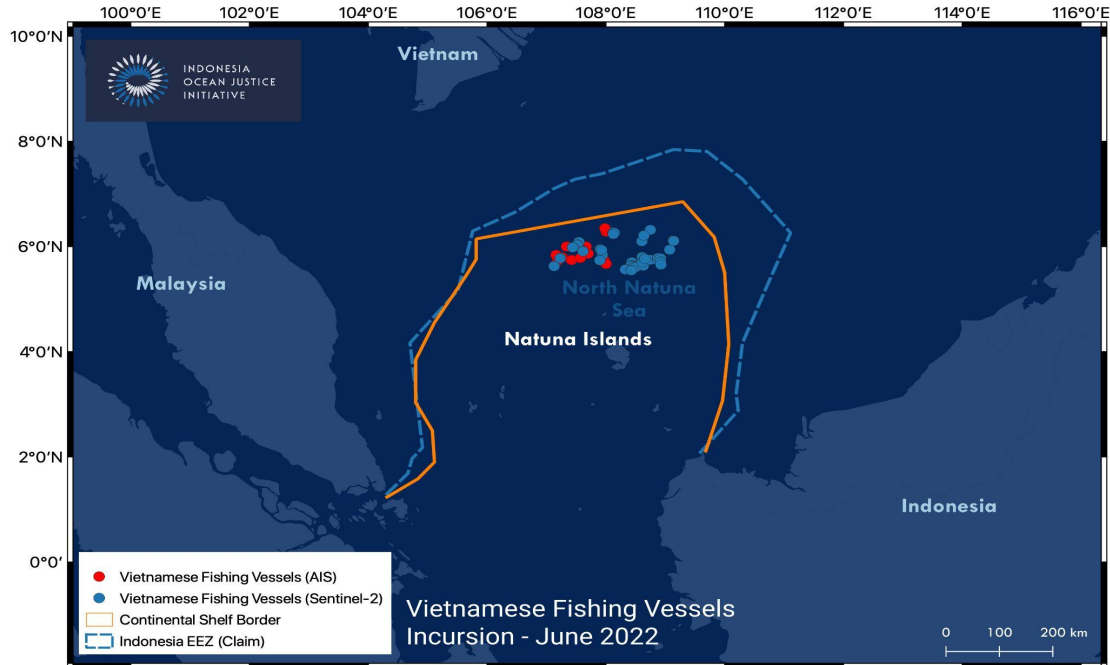 100°0'E 102°0'E 104°0'E 106°0'E 108°0'E 110°0'E 112°0'E 114°0'E 116°0'E
10°0'N
8°0'N
6°0'N
4°0'N
2°0'N
0°0'
INDONESIA
OCEAN JUSTICE
INITIATIVE
Vietnam
Malaysia
North Natuna
Sea
Natuna Islands
Indonesia
Vietnamese Fishing Vessels (AIS)
Vietnamese Fishing Vessels (Sentinel-2)
Continental Shelf Border
Indonesia EEZ (Claim)
Vietnamese Fishing Vessels
Incursion - June 2022
0 100 200 km